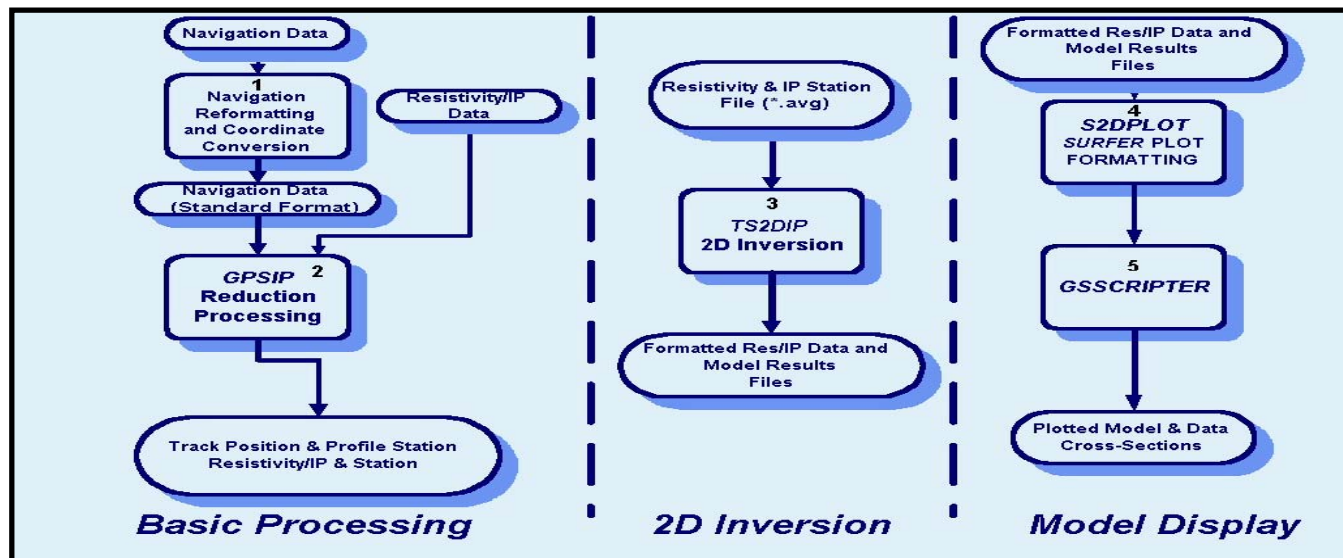 Navigation Data
1
Navigation
Reformatting
and Coordinate
Conversion
Resistivity/IP
Data
Navigation Data
(Standard Format)
GPSIP 2
Reduction
Processing
Track Position & Profile Station
Resistivity/IP & Station
Basic Processing
Resistivity & IP Station
File (*.avg)
3
TS2DIP
2D Inversion
Formatted Res/IP Data and
Model Results
Files
2D Inversion
Formatted Res/IP Data and
Model Results
Files
4
S2DPLOT
SURFER PLOT
FORMATTING
5
GSSCRIPTER
Plotted Model & Data
Cross-Sections
Model Display